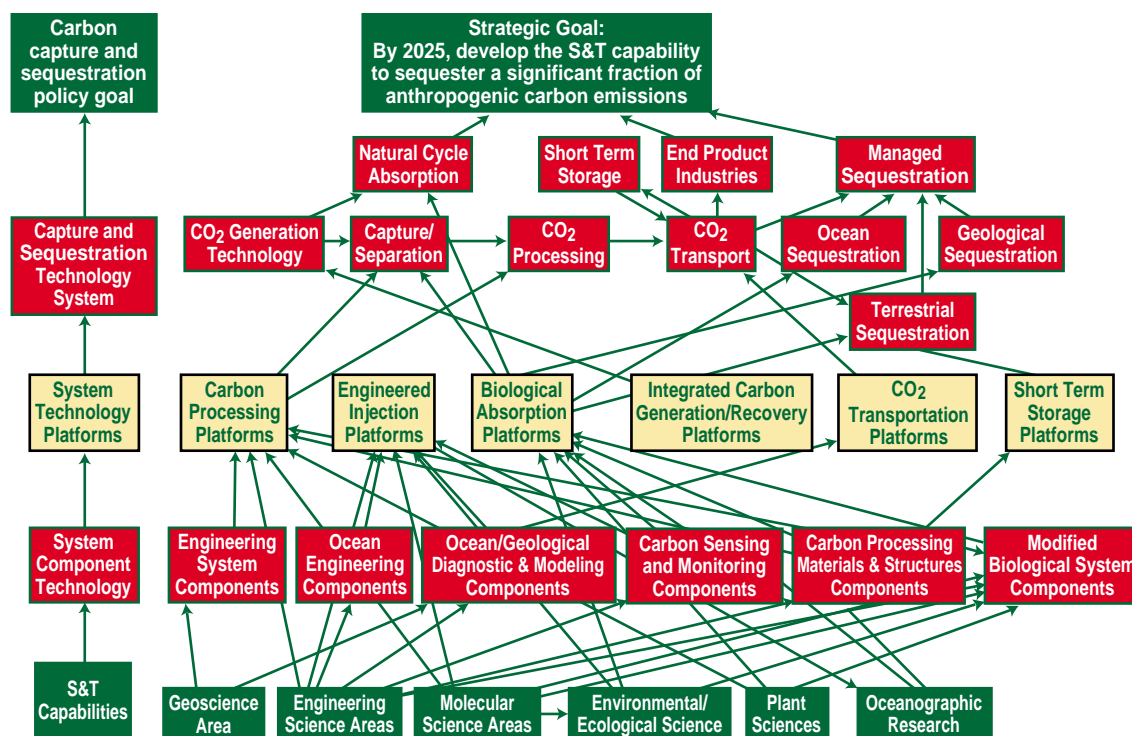 Carbon
capture and
sequestration
policy goal
Strategic Goal:
By 2025, develop the S&T capability
to sequester a significant fraction of
anthropogenic carbon emissions
Natural Cycle
Absorption
Short Term
Storage
End Product
Industries
Managed
Sequestration
Capture and
Sequestration
Technology
System
CO2 Generation
Technology
Capture/
Separation
CO2
Processing
CO2
Transport
Ocean
Sequestration
Geological
Sequestration
Terrestrial
Sequestration
System
Technology
Platforms
Carbon
Processing
Platforms
Engineered
Injection
Platforms
Biological
Absorption
Platforms
Integrated Carbon
Generation/Recovery
Platforms
CO2
Transportation
Platforms
Short Term
Storage
Platforms
System
Component
Technology
Engineering
System
Components
Ocean
Engineering
Components
Ocean/Geological
Diagnostic & Modeling
Components
Carbon Sensing
and Monitoring
Components
Carbon Processing
Materials & Structures
Components
Modified
Biological System
Components
S&T
Capabilities
Geoscience
Area
Engineering
Science Areas
Molecular
Science Areas
Environmental/
Ecological Science
Plant
Sciences
Oceanographic
Research